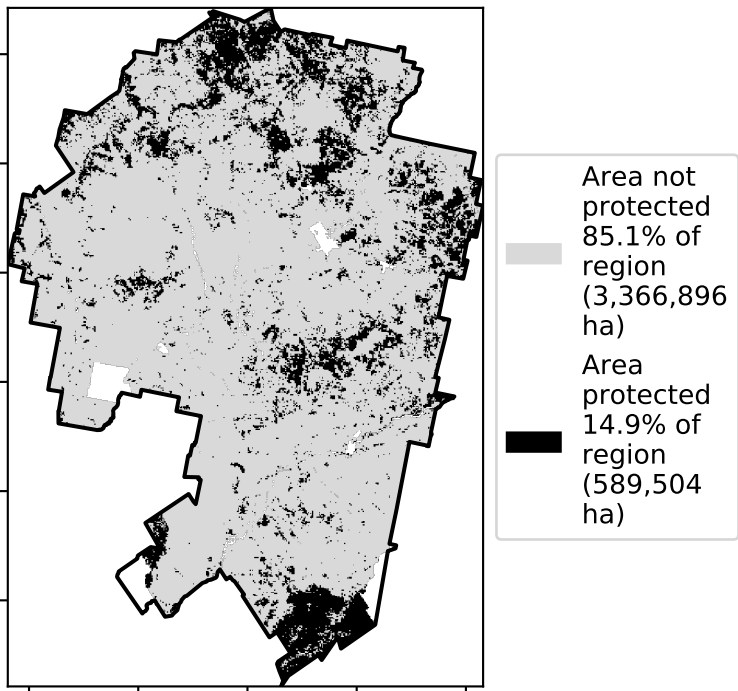 Area not
protected
85.1% of
region
(3,366,896
ha)
Area
protected
14.9% of
region
(589,504
ha)